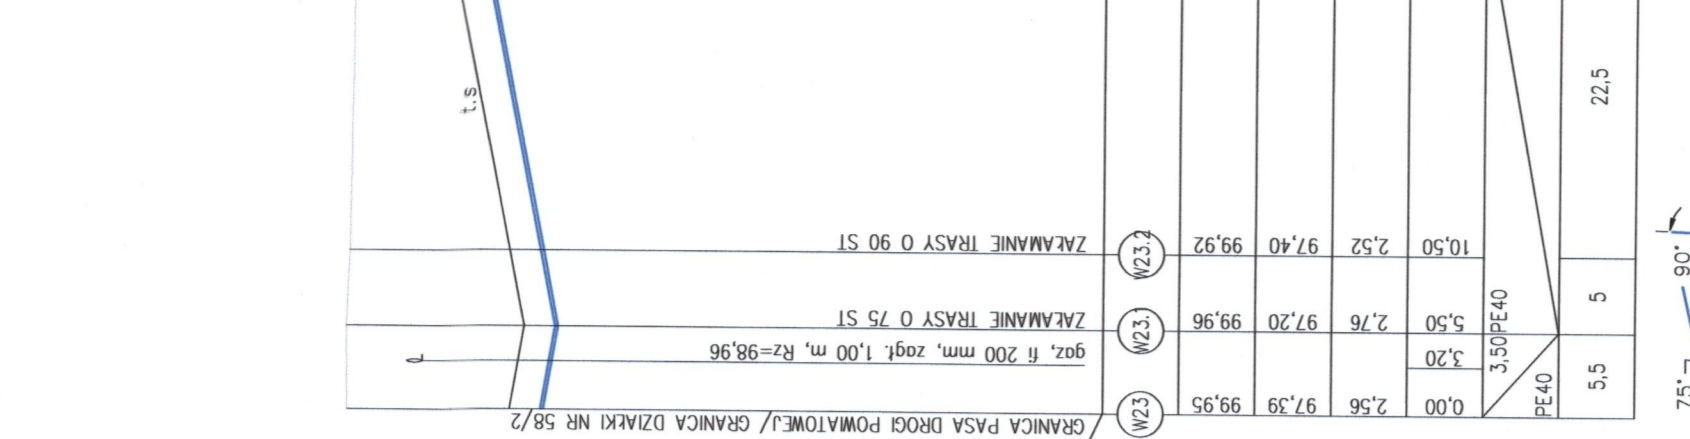 t.s
ZAŁAMANIE TRASY O 90 ST
W23.2
99,92
97,40
2,52
10,50
22,5
ZAŁAMANIE TRASY O 75 ST
W23.1
99,96
97,20
2,76
5,50
5
gaz, fi 200 mm, zagł. 1,00 m, Rz=98,96
3,20
3,50PE40
GRANICA PASA DROGI POWATOWEJ/ GRANICA DZIAŁKI NR 58/2
W23
99,95
97,39
2,56
0,00
PE40
5,5
90°
75°